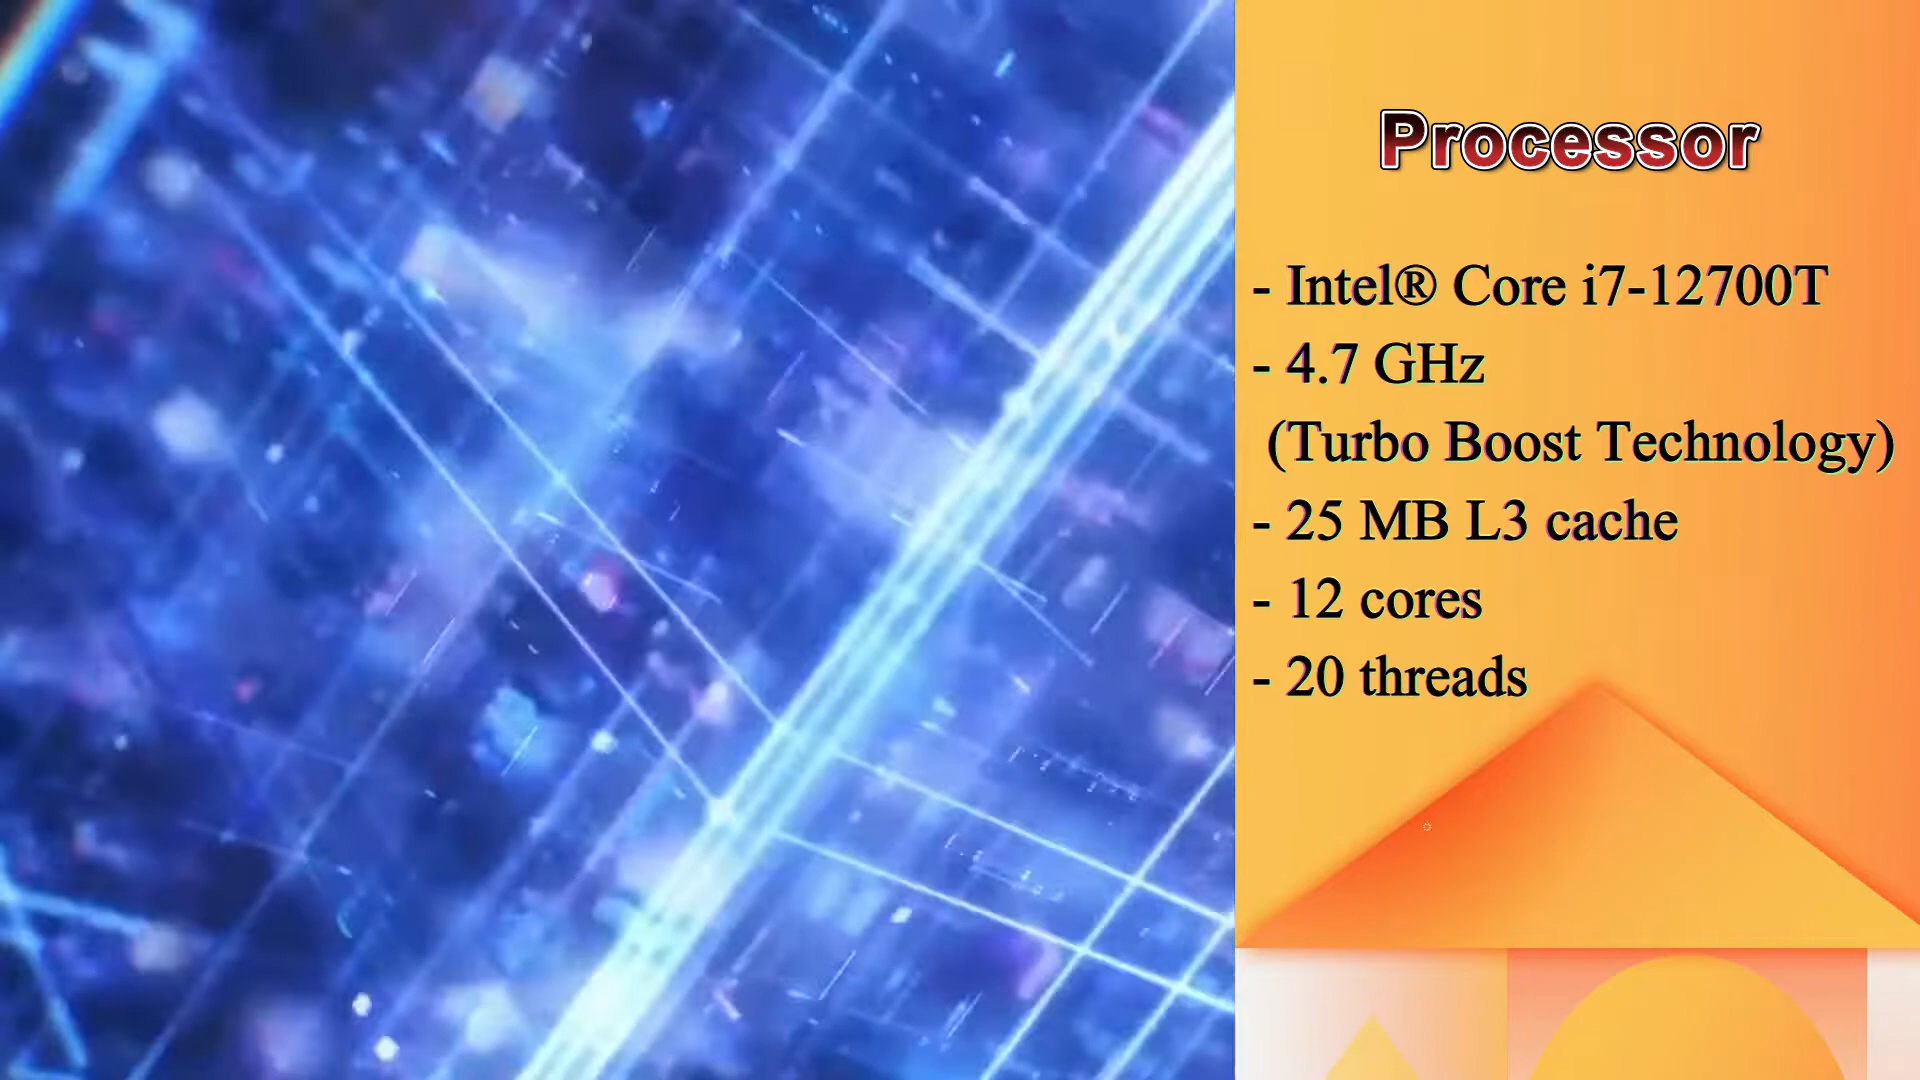 Processor
- Intel® Core i7-12700T
- 4.7 GHz
(Turbo Boost Technology)
- 25 MB L3 cache
- 12 cores
- 20 threads